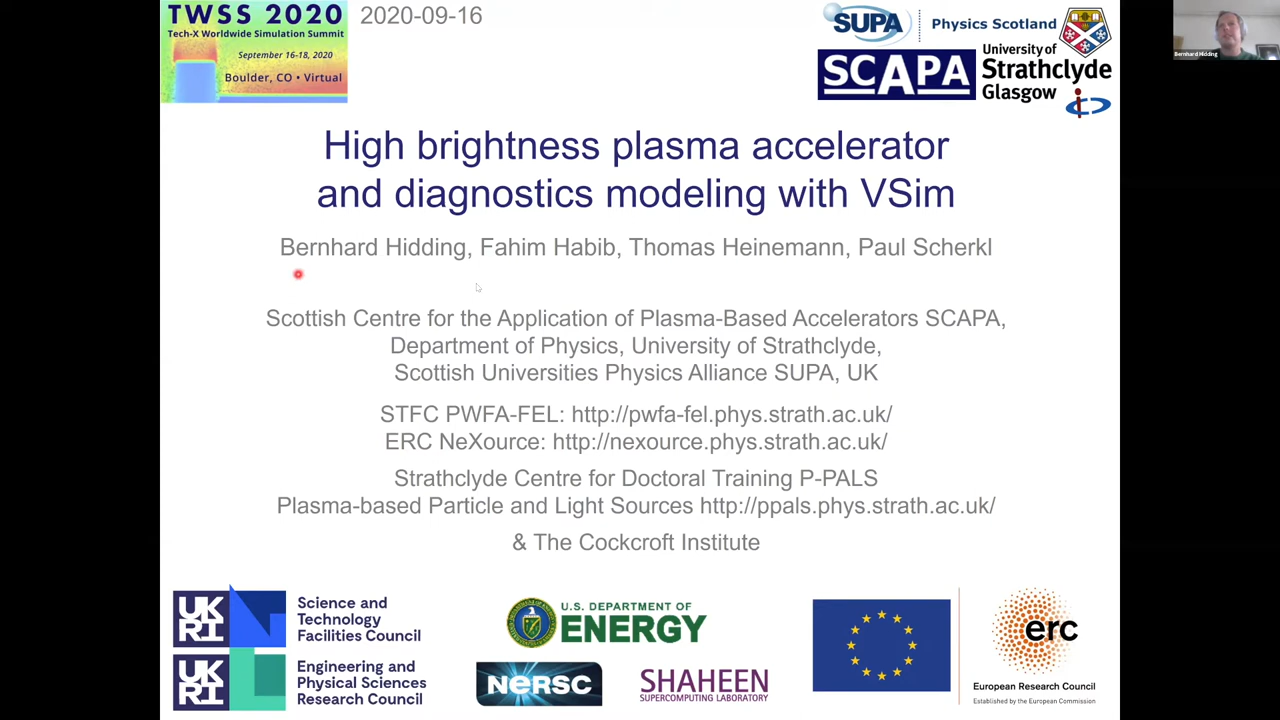 TWSS 2020
Tech-X Worldwide Simulation Summit
September 16-18, 2020
Boulder, CO • Virtual
2020-09-16
SUPA
Physics Scotland
SCAPA
University of
Strathclyde
Glasgow
Bernhard Hidding
High brightness plasma accelerator
and diagnostics modeling with VSim
Bernhard Hidding, Fahim Habib, Thomas Heinemann, Paul Scherkl
Scottish Centre for the Application of Plasma-Based Accelerators SCAPA,
Department of Physics, University of Strathclyde,
Scottish Universities Physics Alliance SUPA, UK
STFC PWFA-FEL: http://pwfa-fel.phys.strath.ac.uk/
ERC NeXource: http://nexource.phys.strath.ac.uk/
Strathclyde Centre for Doctoral Training P-PALS
Plasma-based Particle and Light Sources http://ppals.phys.strath.ac.uk/
& The Cockcroft Institute
UK
RI
Science and
Technology
Facilities Council
UK
RI
Engineering and
Physical Sciences
Research Council
U.S. DEPARTMENT OF
ENERGY
NERSC
SHAHEEN
SUPERCOMPUTING LABORATORY
erc
European Research Council
Established by the European Commission